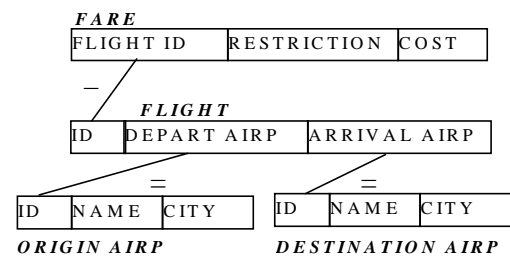 FARE
FLIGHT ID RESTRICTION COST
=
FLIGHT
ID DEPART AIRP ARRIVAL AIRP
= =
ID NAME CITY ID NAME CITY
ORIGIN AIRP DESTINATION AIRP